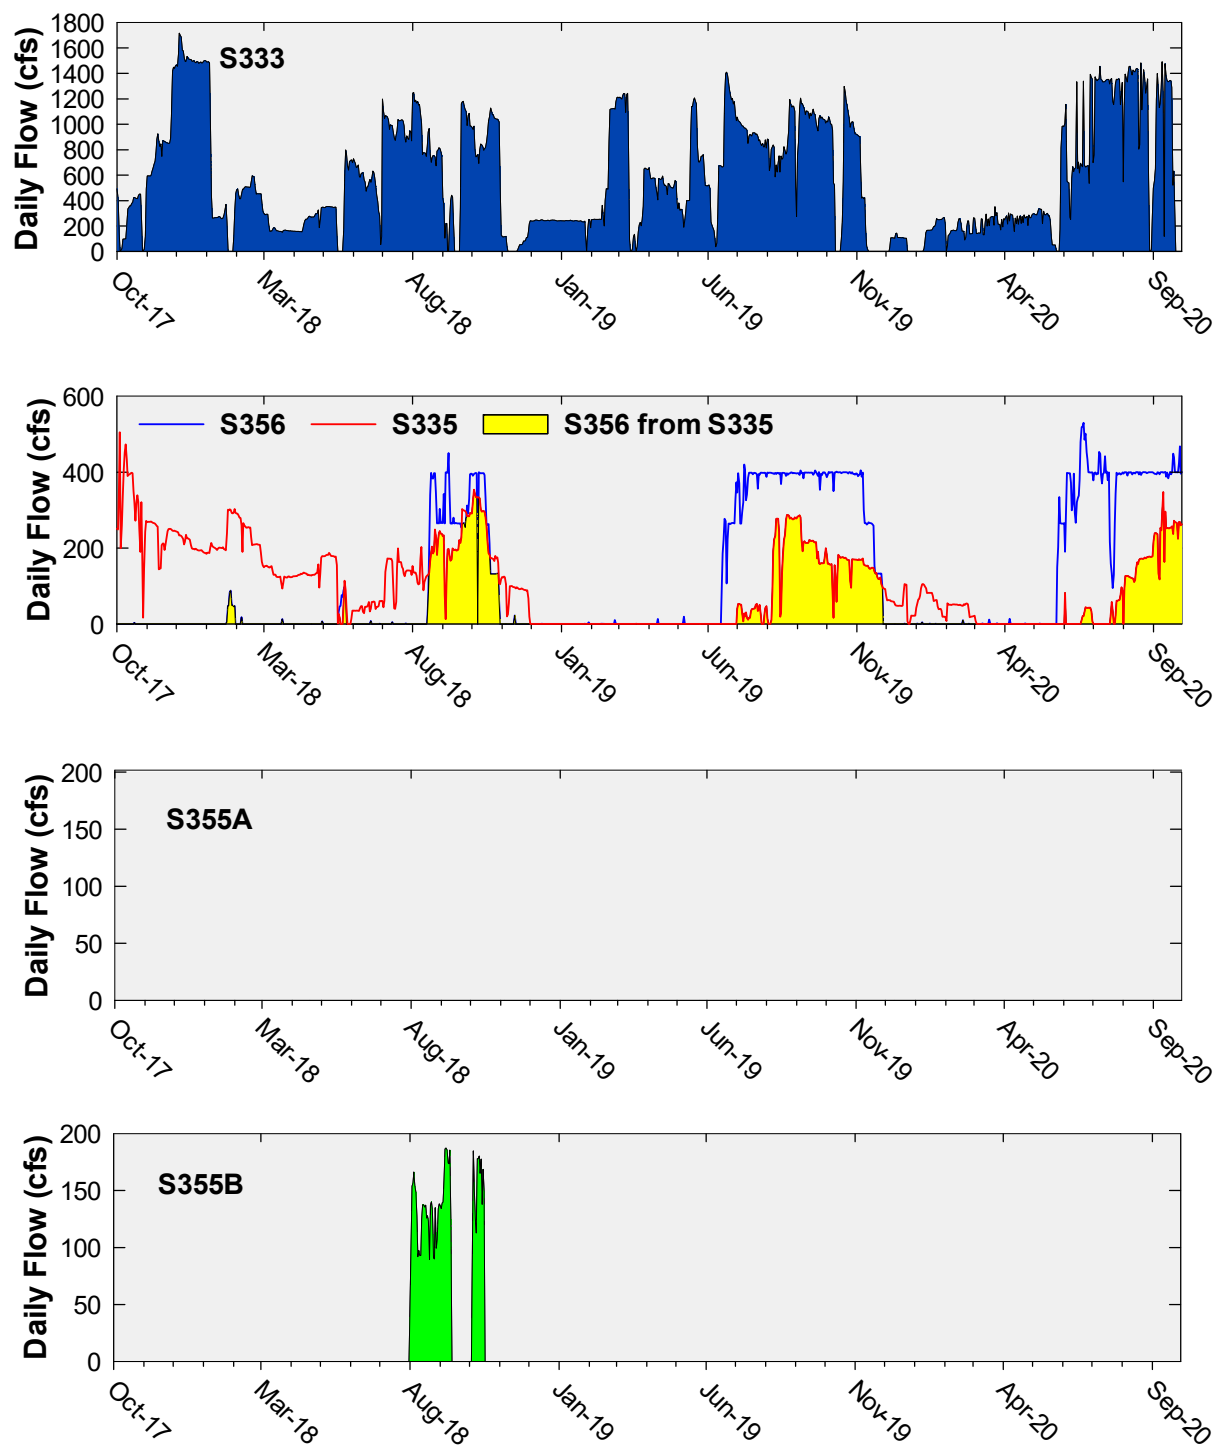 Daily Flow (cfs)
1800
1600
1400
1200
1000
800
600
400
200
0
S333
Oct-17
Mar-18
Aug-18
Jan-19
Jun-19
Nov-19
Apr-20
Sep-20
Daily Flow (cfs)
600
400
200
0
S356
S335
S356 from S335
Oct-17
Mar-18
Aug-18
Jan-19
Jun-19
Nov-19
Apr-20
Sep-20
Daily Flow (cfs)
200
150
100
50
0
S355A
Oct-17
Mar-18
Aug-18
Jan-19
Jun-19
Nov-19
Apr-20
Sep-20
Daily Flow (cfs)
200
150
100
50
0
S355B
Oct-17
Mar-18
Aug-18
Jan-19
Jun-19
Nov-19
Apr-20
Sep-20